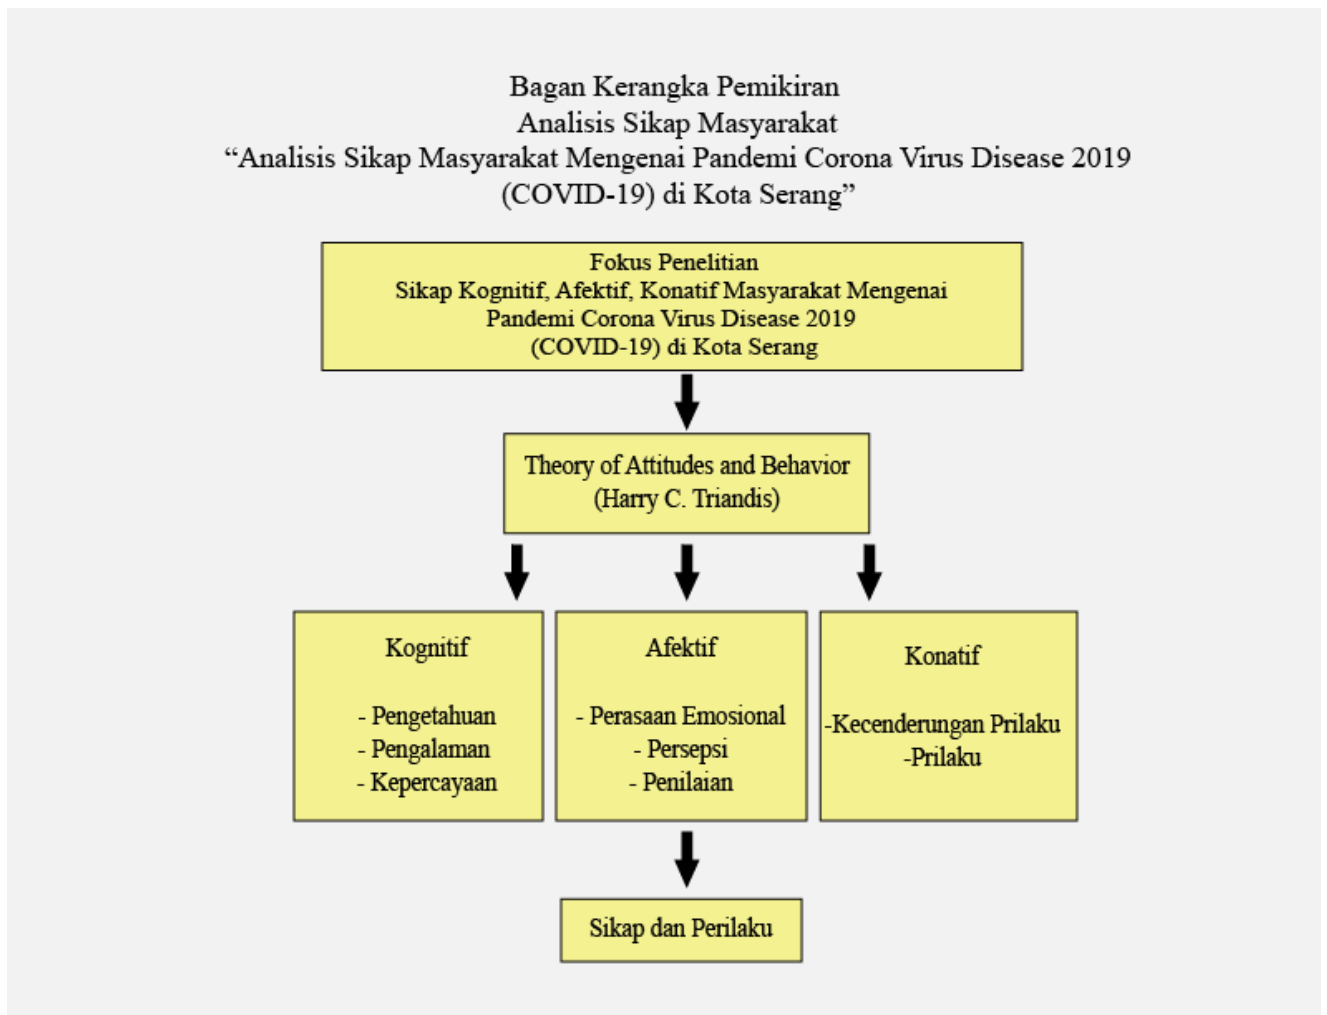 Bagan Kerangka Pemikiran
Analisis Sikap Masyarakat
“Analisis Sikap Masyarakat Mengenai Pandemi Corona Virus Disease 2019
(COVID-19) di Kota Serang”
Fokus Penelitian
Sikap Kognitif, Afektif, Konatif Masyarakat Mengenai
Pandemi Corona Virus Disease 2019
(COVID-19) di Kota Serang
Theory of Attitudes and Behavior
(Harry C. Triandis)
Kognitif
- Pengetahuan
- Pengalaman
- Kepercayaan
Afektif
- Perasaan Emosional
- Persepsi
- Penilaian
Konatif
-Kecenderungan Prilaku
-Prilaku
Sikap dan Perilaku